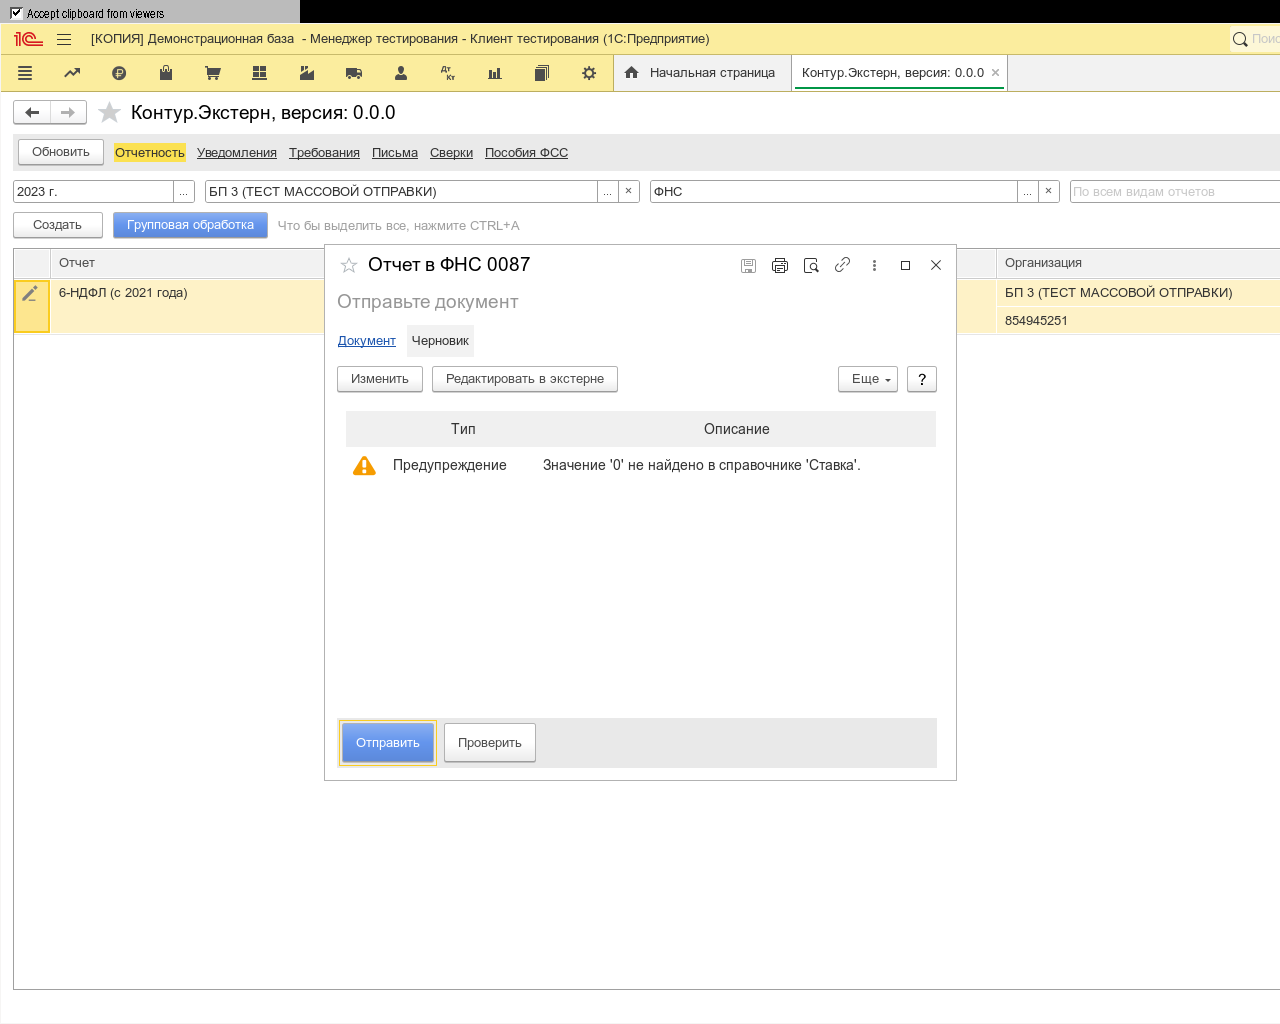 Accept clipboard from viewers
[КОПИЯ] Демонстрационная база - Менеджер тестирования - Клиент тестирования (1С:Предприятие)
Начальная страница
Контур.Экстерн, версия: 0.0.0
Контур.Экстерн, версия: 0.0.0
Обновить Отчетность Уведомления Требования Письма Сверки Пособия ФСС
2023 г. ... БП 3 (ТЕСТ МАССОВОЙ ОТПРАВКИ) ... × ФНС ... × По всем видам отчетов
Создать Групповая обработка Что бы выделить все, нажмите CTRL+A
Отчет Организация
6-НДФЛ (с 2021 года) БП 3 (ТЕСТ МАССОВОЙ ОТПРАВКИ)
854945251
Отчет в ФНС 0087
Отправьте документ
Документ Черновик
Изменить Редактировать в экстерне Еще ?
Тип Описание
Предупреждение Значение '0' не найдено в справочнике 'Ставка'.
Отправить Проверить